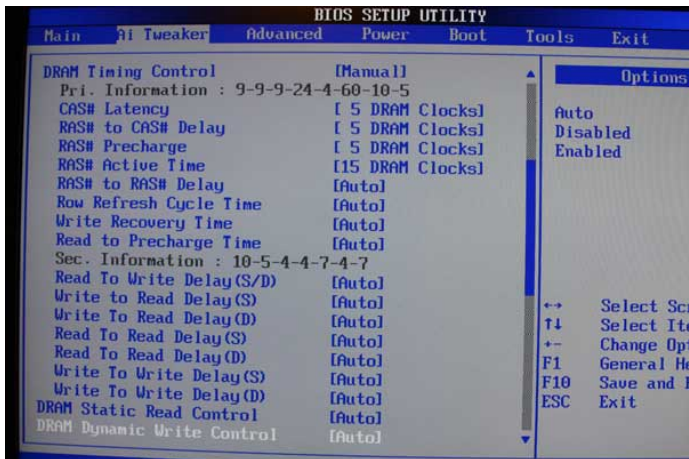 BIOS SETUP UTILITY
Main Ai Tweaker Advanced Power Boot Tools Exit
DRAM Timing Control [Manual]
Pri. Information : 9-9-9-24-4-60-10-5
CAS# Latency [ 5 DRAM Clocks]
RAS# to CAS# Delay [ 5 DRAM Clocks]
RAS# Precharge [ 5 DRAM Clocks]
RAS# Active Time [15 DRAM Clocks]
RAS# to RAS# Delay [Auto]
Row Refresh Cycle Time [Auto]
Write Recovery Time [Auto]
Read to Precharge Time [Auto]
Sec. Information : 10-5-4-4-7-4-7
Read To Write Delay(S/D) [Auto]
Write to Read Delay(S) [Auto]
Write To Read Delay(D) [Auto]
Read To Read Delay(S) [Auto]
Read To Read Delay(D) [Auto]
Write To Write Delay(S) [Auto]
Write To Write Delay(D) [Auto]
DRAM Static Read Control [Auto]
DRAM Dynamic Write Control [Auto]
Options
Auto
Disabled
Enabled
←→ Select Scr
↑↓ Select Ite
+- Change Opt
F1 General He
F10 Save and
ESC Exit